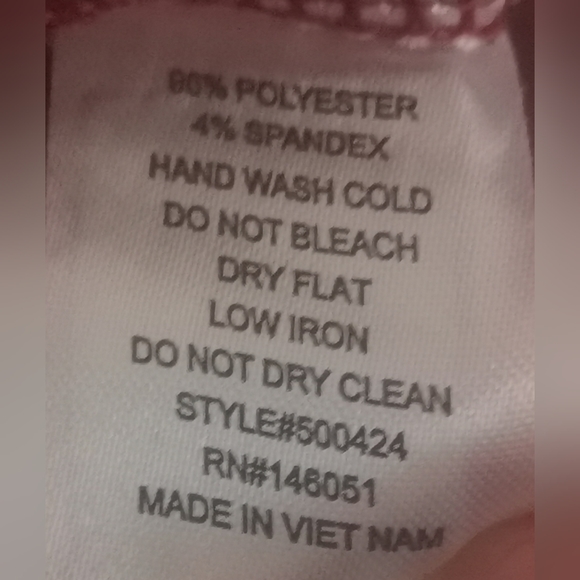 96% POLYESTER
4% SPANDEX
HAND WASH COLD
DO NOT BLEACH
DRY FLAT
LOW IRON
DO NOT DRY CLEAN
STYLE#500424
RN#146051
MADE IN VIET NAM